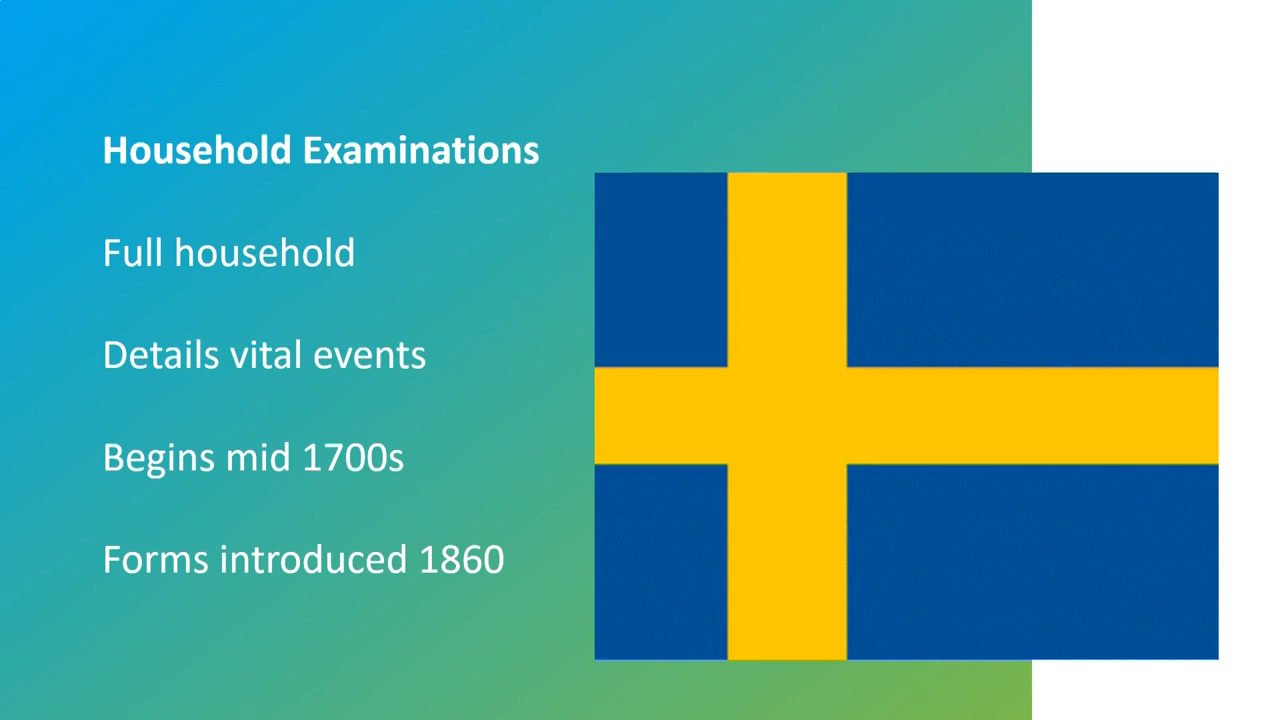 Household Examinations
Full household
Details vital events
Begins mid 1700s
Forms introduced 1860